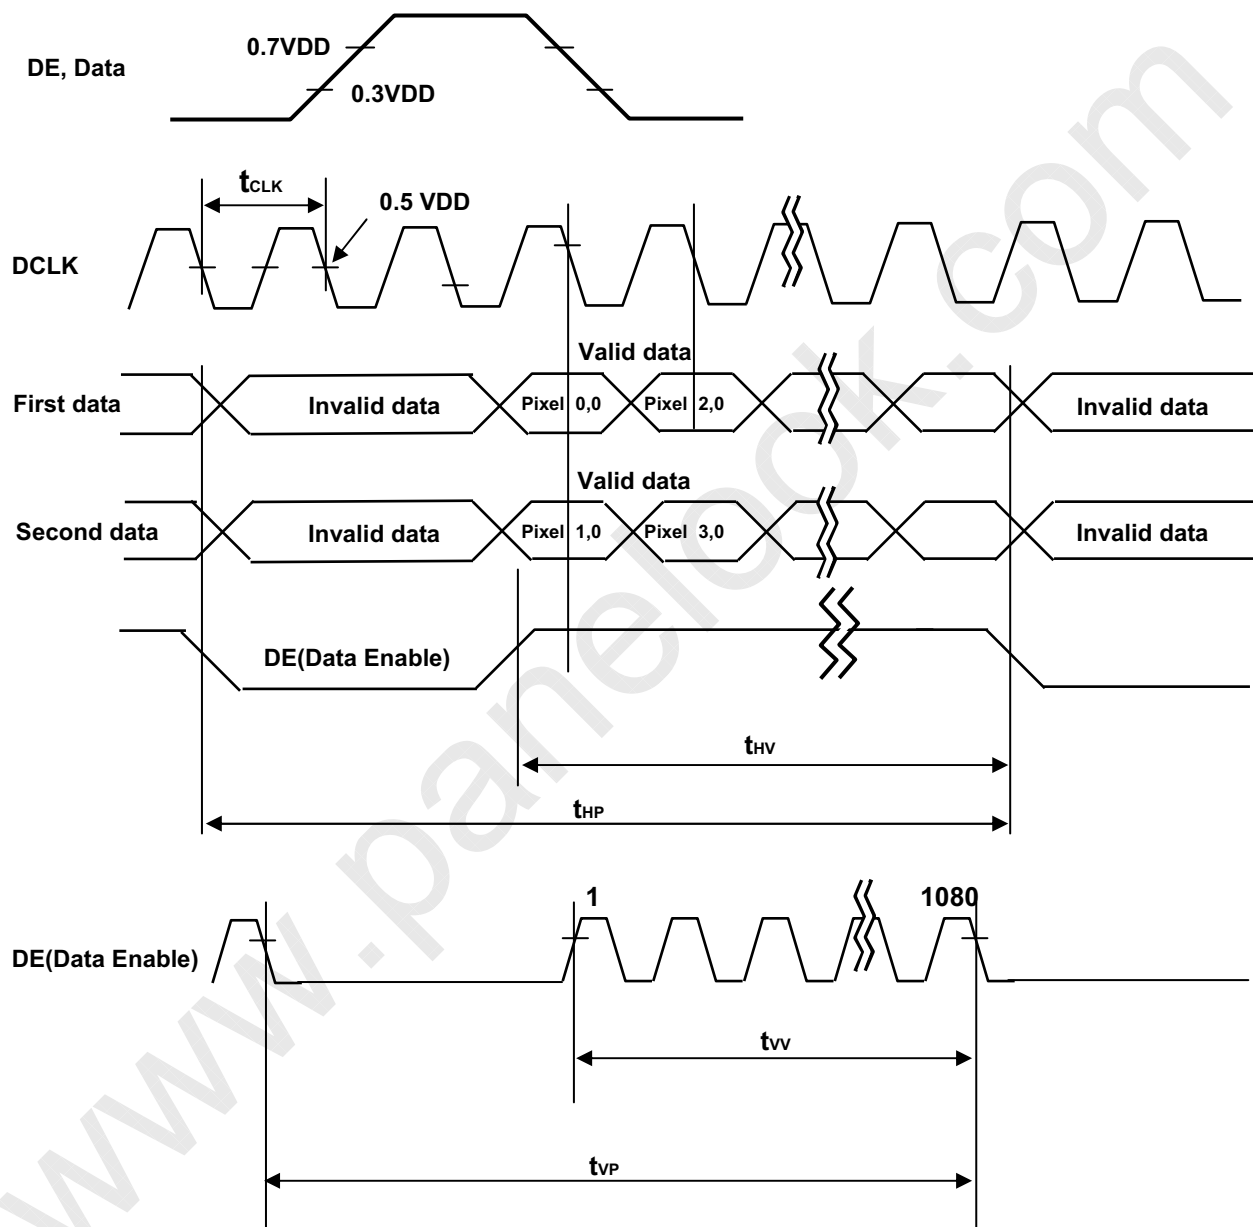 0.7VDD
DE, Data
0.3VDD
tCLK
0.5 VDD
DCLK
Valid data
First data
Invalid data
Pixel 0,0
Pixel 2,0
Invalid data
Valid data
Second data
Invalid data
Pixel 1,0
Pixel 3,0
Invalid data
DE(Data Enable)
tHV
tHP
1
1080
DE(Data Enable)
tVV
tVP
www.panelook.com